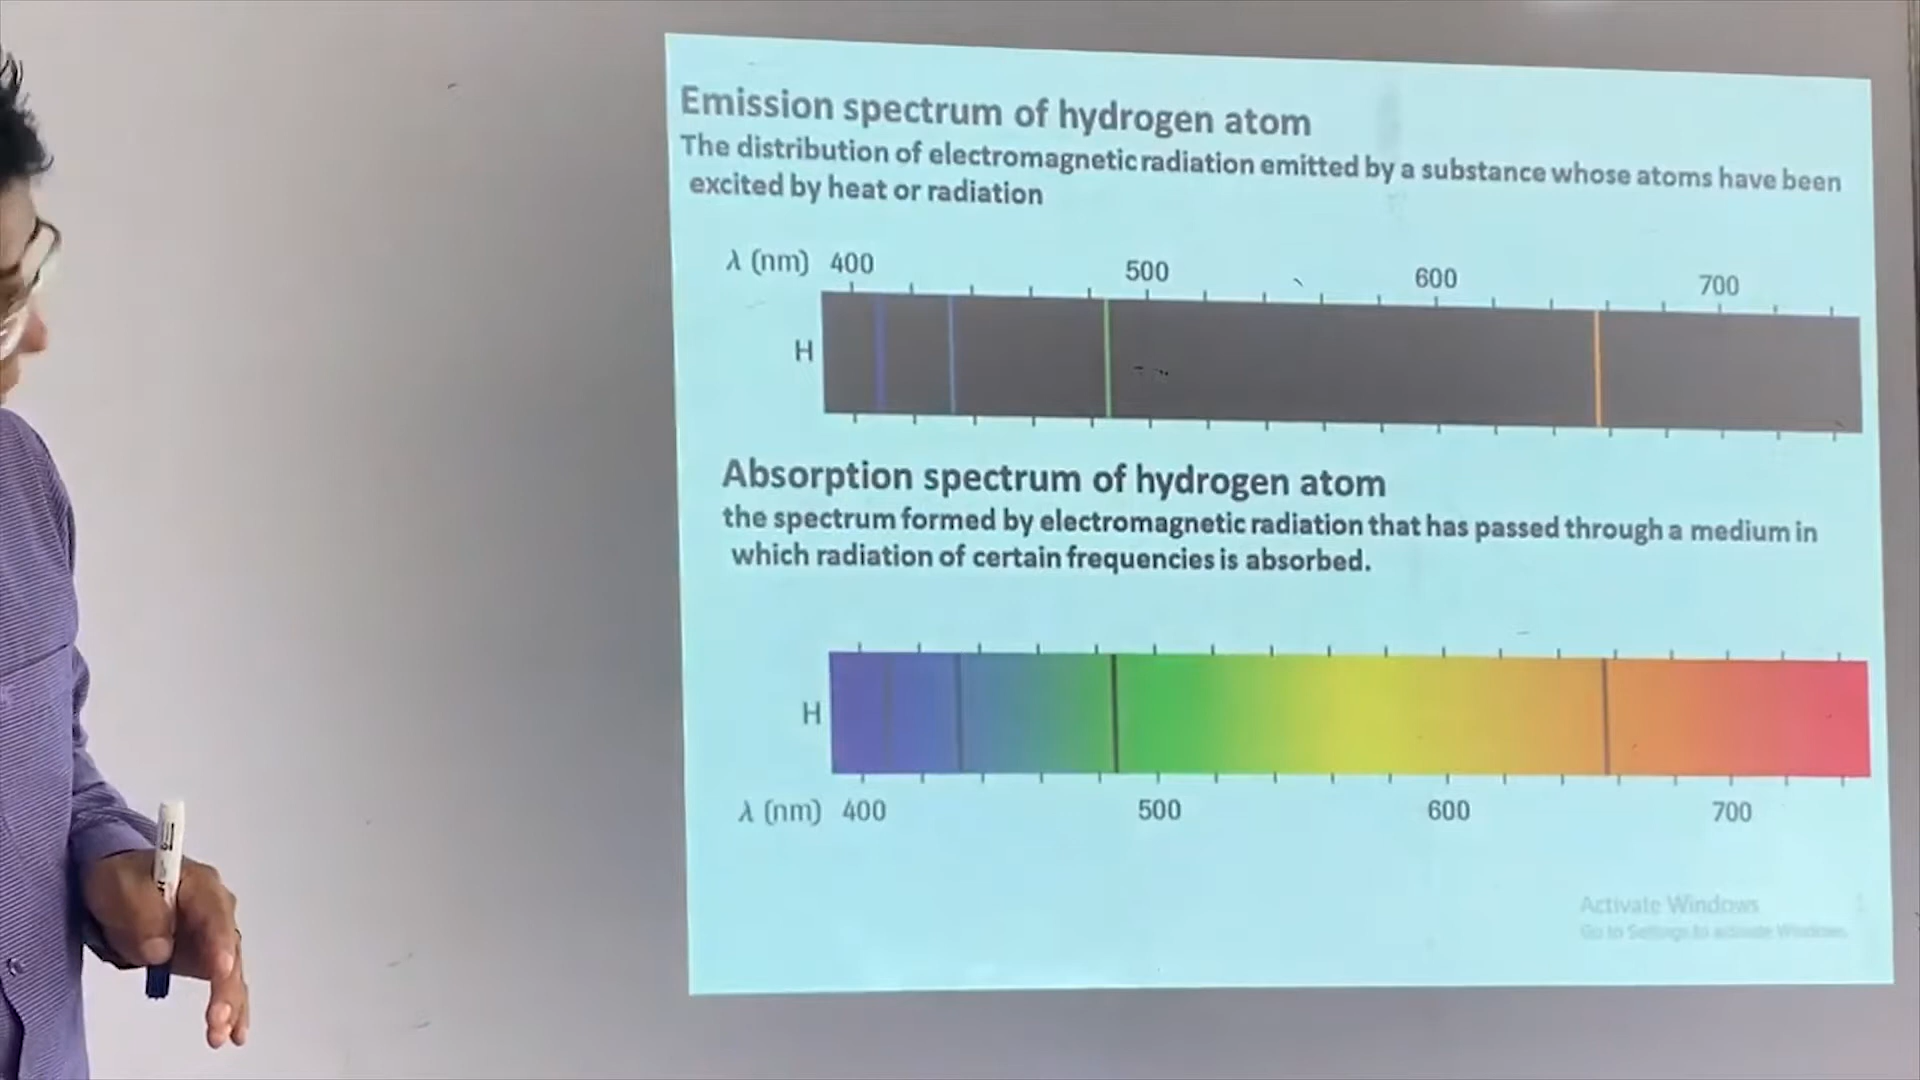 Emission spectrum of hydrogen atom
The distribution of electromagnetic radiation emitted by a substance whose atoms have been
excited by heat or radiation
λ (nm) 400 500 600 700
H
Absorption spectrum of hydrogen atom
the spectrum formed by electromagnetic radiation that has passed through a medium in
which radiation of certain frequencies is absorbed.
H
λ (nm) 400 500 600 700
Activate Windows
Go to Settings to activate Windows.